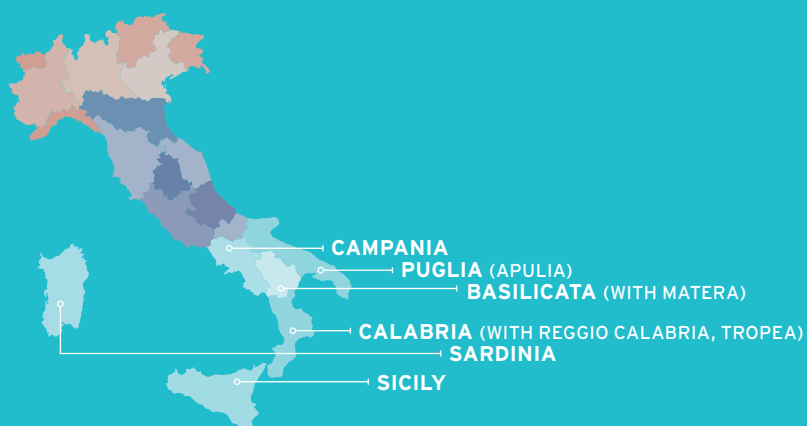 CAMPANIA
PUGLIA (APULIA)
BASILICATA (WITH MATERA)
CALABRIA (WITH REGGIO CALABRIA, TROPEA)
SARDINIA
SICILY